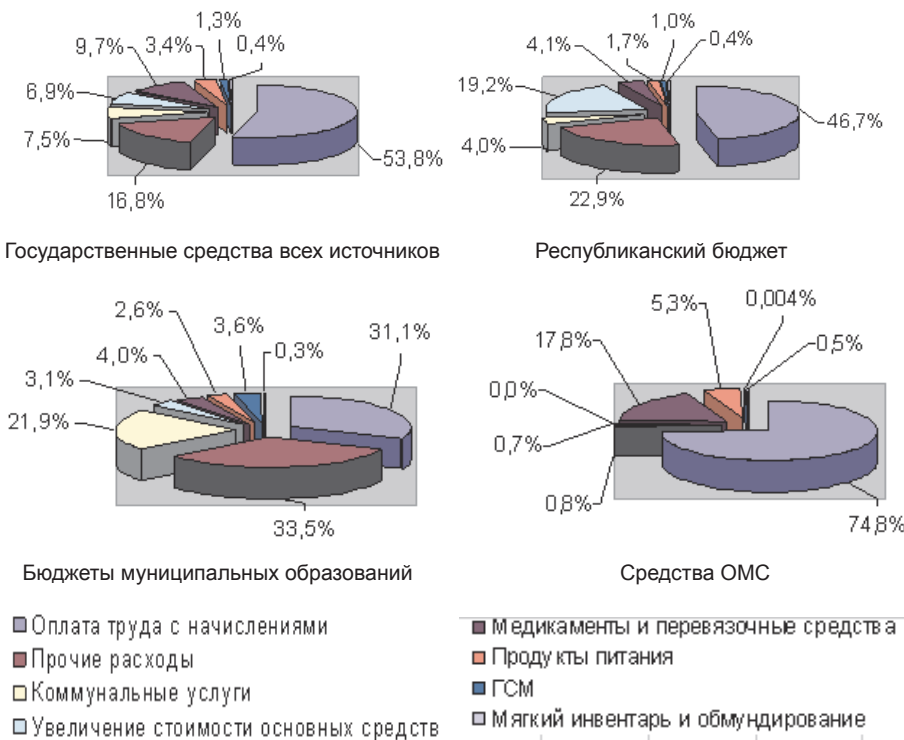 1,3% 1,0%
9,7% 3,4% 0,4% 4,1% 1,7% 0,4%
6,9% 19,2%
46,7%
7,5% 53,8% 4,0%
16,8% 22,9%
Государственные средства всех источников Республиканский бюджет
2,6% 3,6% 31,1% 5,3% 0,004%
4,0% 0,3% 17,8% 0,5%
3,1% 0,0%
21,9% 0,7%
0,8%
33,5% 74,8%
Бюджеты муниципальных образований Средства ОМС
Оплата труда с начислениями
Прочие расходы
Коммунальные услуги
Увеличение стоимости основных средств
Медикаменты и перевязочные средства
Продукты питания
ГСМ
Мягкий инвентарь и обмундирование